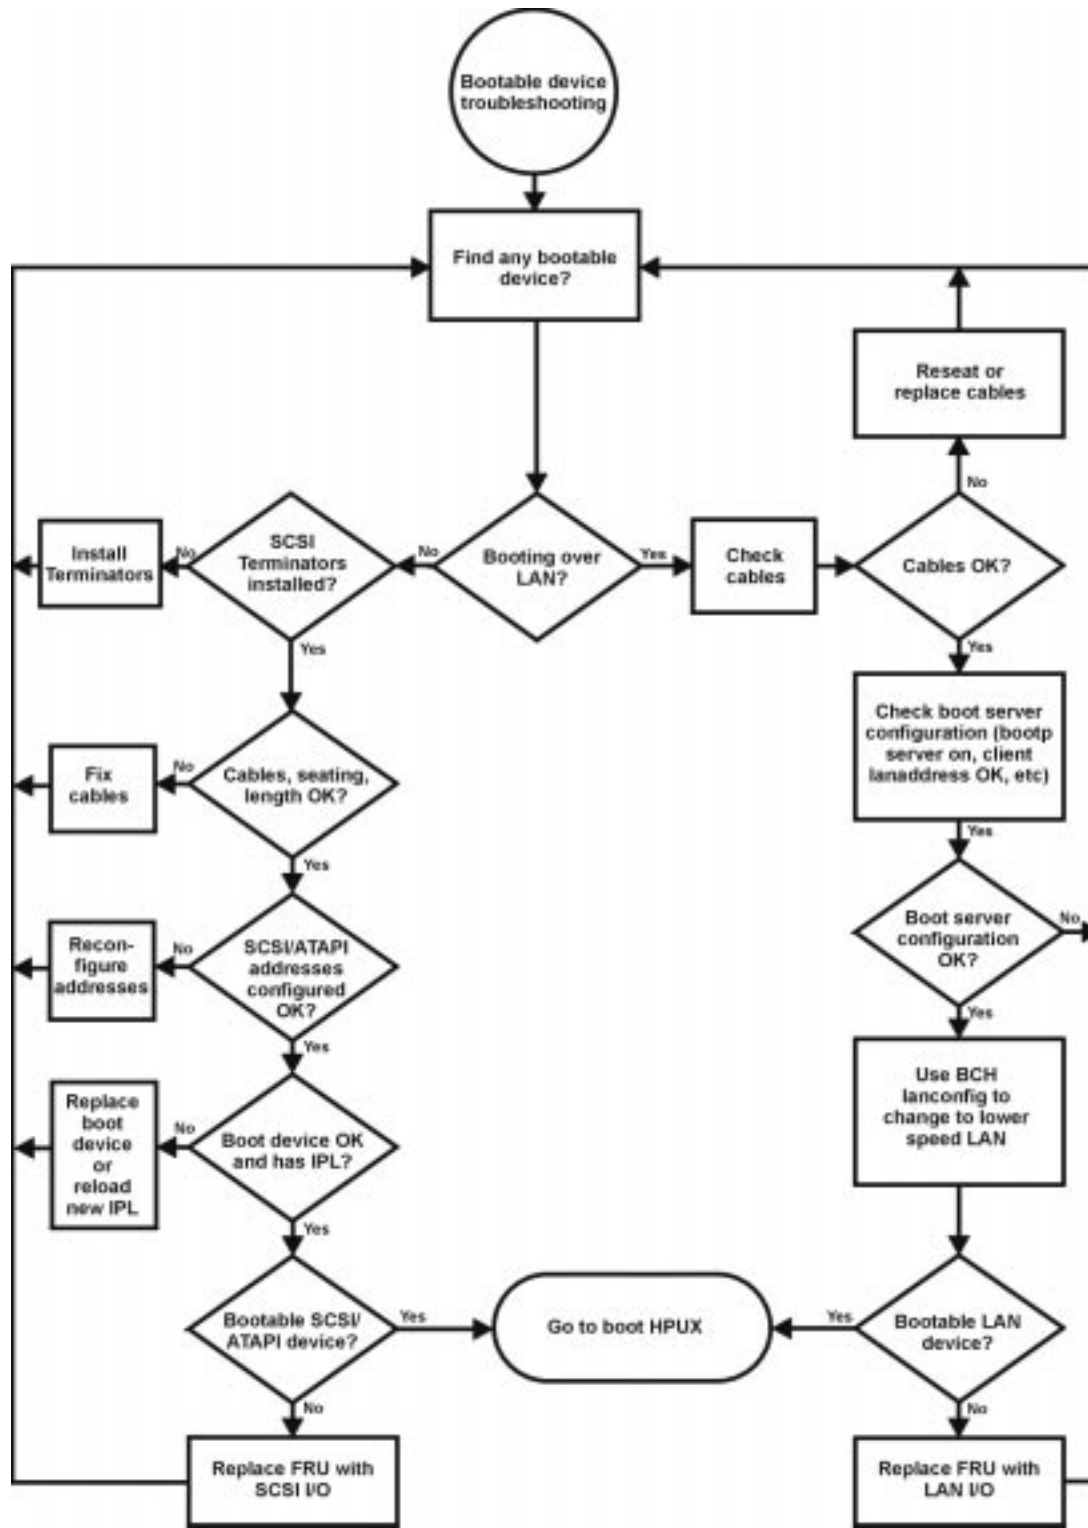 Bootable device
troubleshooting
Find any bootable
device?
Reseat or
replace cables
No
Install
Terminators
No
SCSI
Terminators
installed?
No
Booting over
LAN?
Yes
Check
cables
Cables OK?
Yes
Yes
Check boot server
configuration (bootp
server on, client
lanaddress OK, etc)
Fix
cables
No
Cables, seating,
length OK?
Yes
Yes
Boot server
configuration
OK?
No
Recon-
figure
addresses
No
SCSI/ATAPI
addresses
configured
OK?
Yes
Yes
Use BCH
lanconfig to
change to lower
speed LAN
Replace
boot
device
or
reload
new IPL
No
Boot device OK
and has IPL?
Yes
Bootable SCSI/
ATAPI device?
Yes
Go to boot HPUX
Yes
Bootable LAN
device?
No
No
Replace FRU with
SCSI I/O
Replace FRU with
LAN I/O